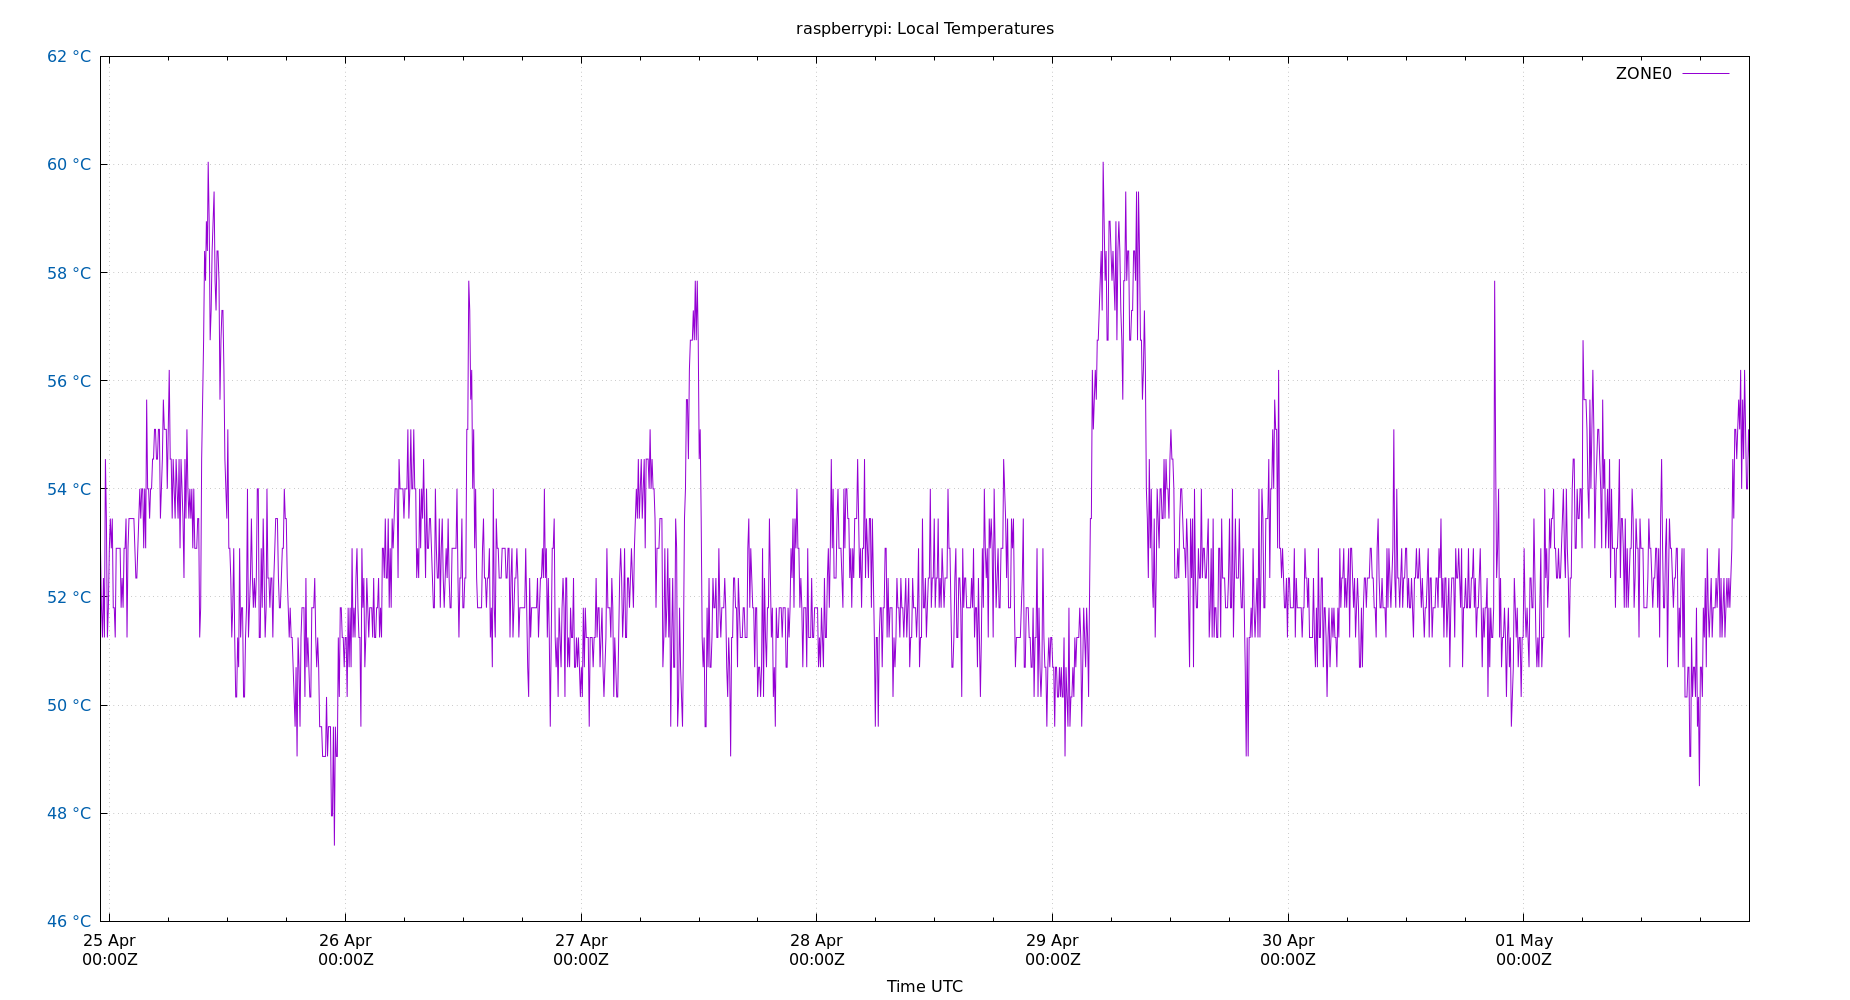 raspberrypi: Local Temperatures
62 °C
ZONE0
60 °C
58 °C
56 °C
54 °C
52 °C
50 °C
48 °C
46 °C
25 Apr 26 Apr 27 Apr 28 Apr 29 Apr 30 Apr 01 May
00:00Z 00:00Z 00:00Z 00:00Z 00:00Z 00:00Z 00:00Z
Time UTC